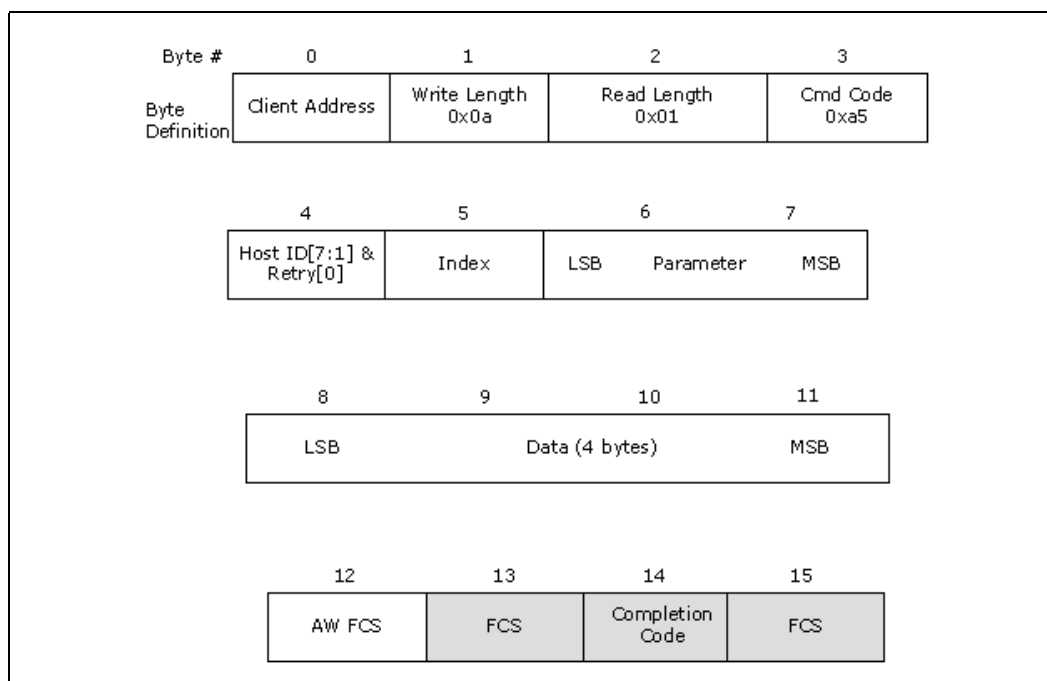 Byte # 0 1 2 3
Byte Definition
Client Address
Write Length
0x0a
Read Length
0x01
Cmd Code
0xa5
4 5 6 7
Host ID[7:1] &
Retry[0]
Index
LSB Parameter MSB
8 9 10 11
LSB Data (4 bytes) MSB
12 13 14 15
AW FCS
FCS
Completion
Code
FCS